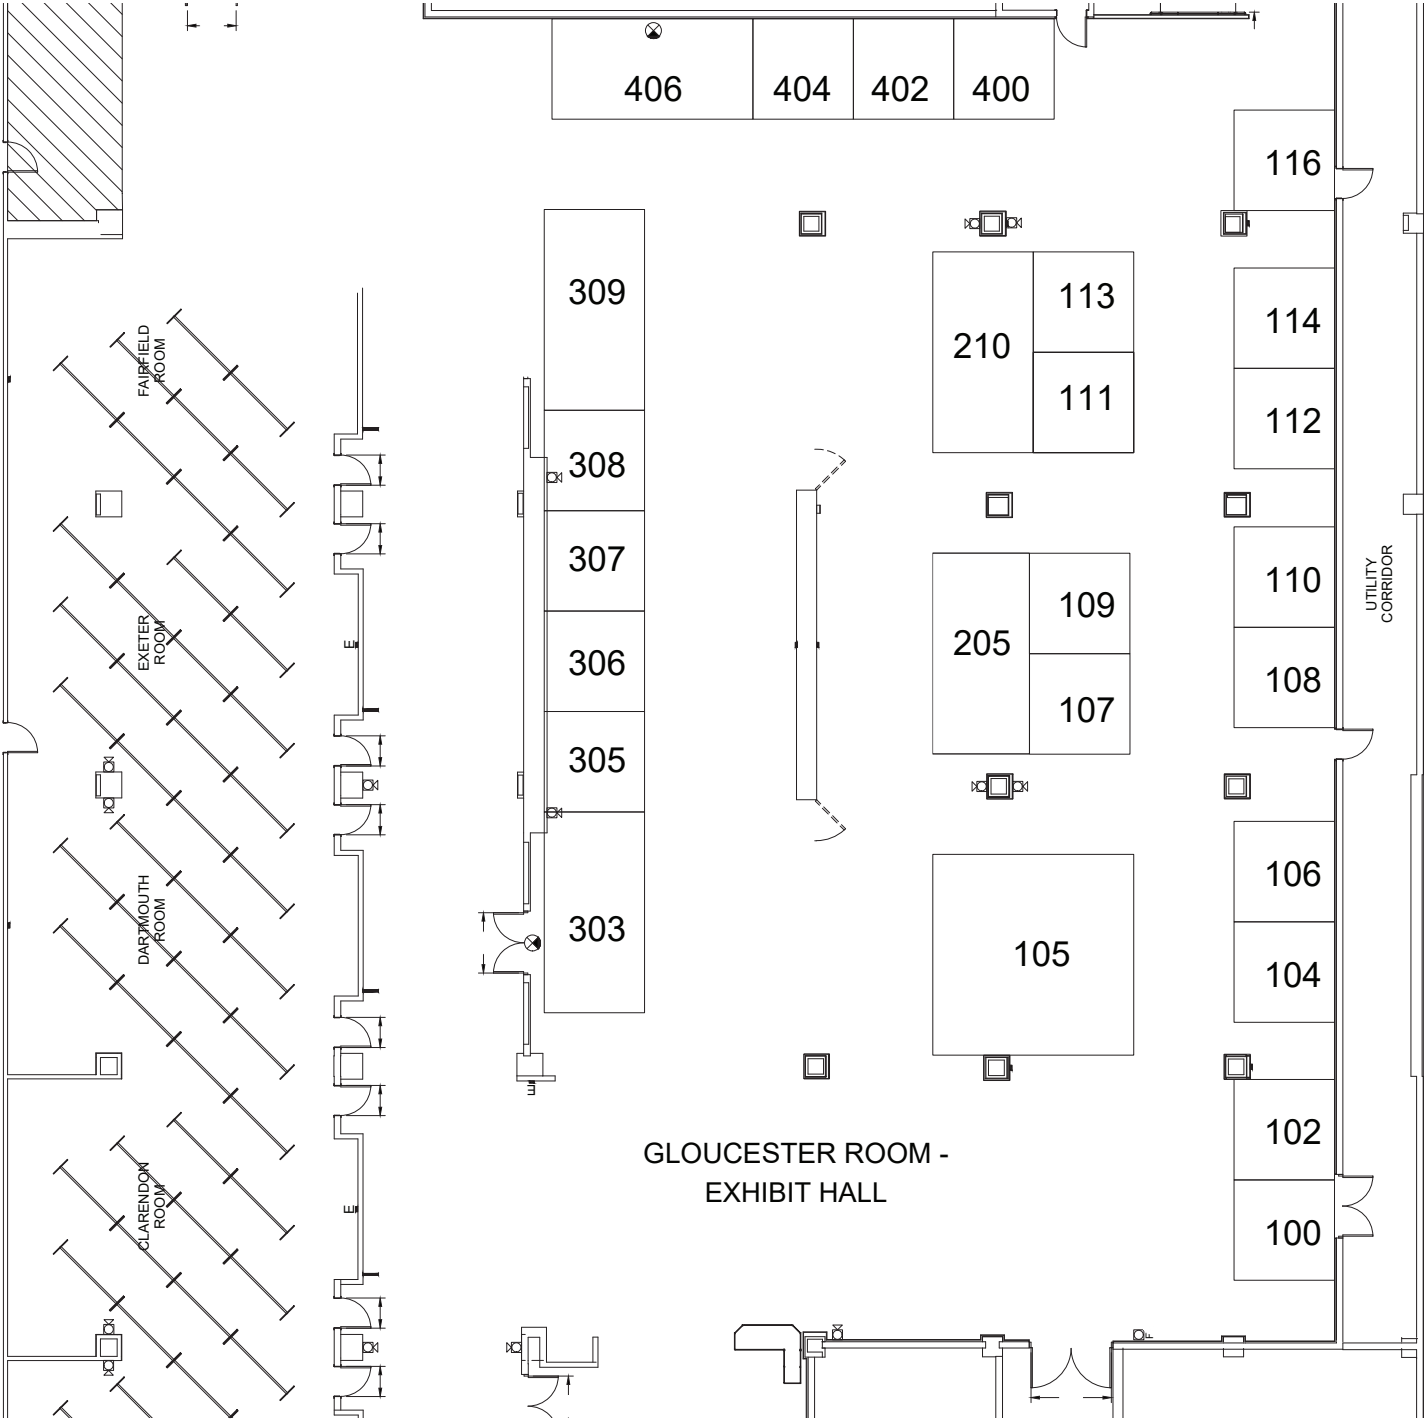 406
404
402
400
116
309
113
114
210
FAIRFIELD
ROOM
111
112
308
307
110
UTILITY
CORRIDOR
109
EXETER
ROOM
E
205
306
108
107
305
106
DARTMOUTH
ROOM
303
105
104
E
GLOUCESTER ROOM -
EXHIBIT HALL
102
CLARENDON
ROOM
E
100
F